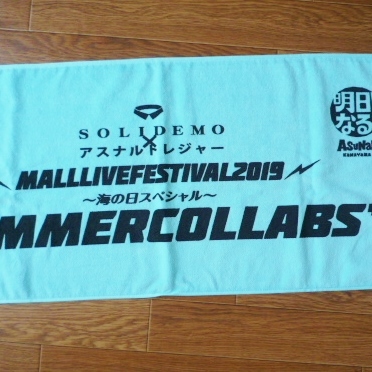 SOLIDEMO
×
アスナルトレジャー
MALLLIVEFESTIVAL2019
～海の日スペシャル～
MMERCOLLABS
明日
なる
ASUNAL
KANAYAMA